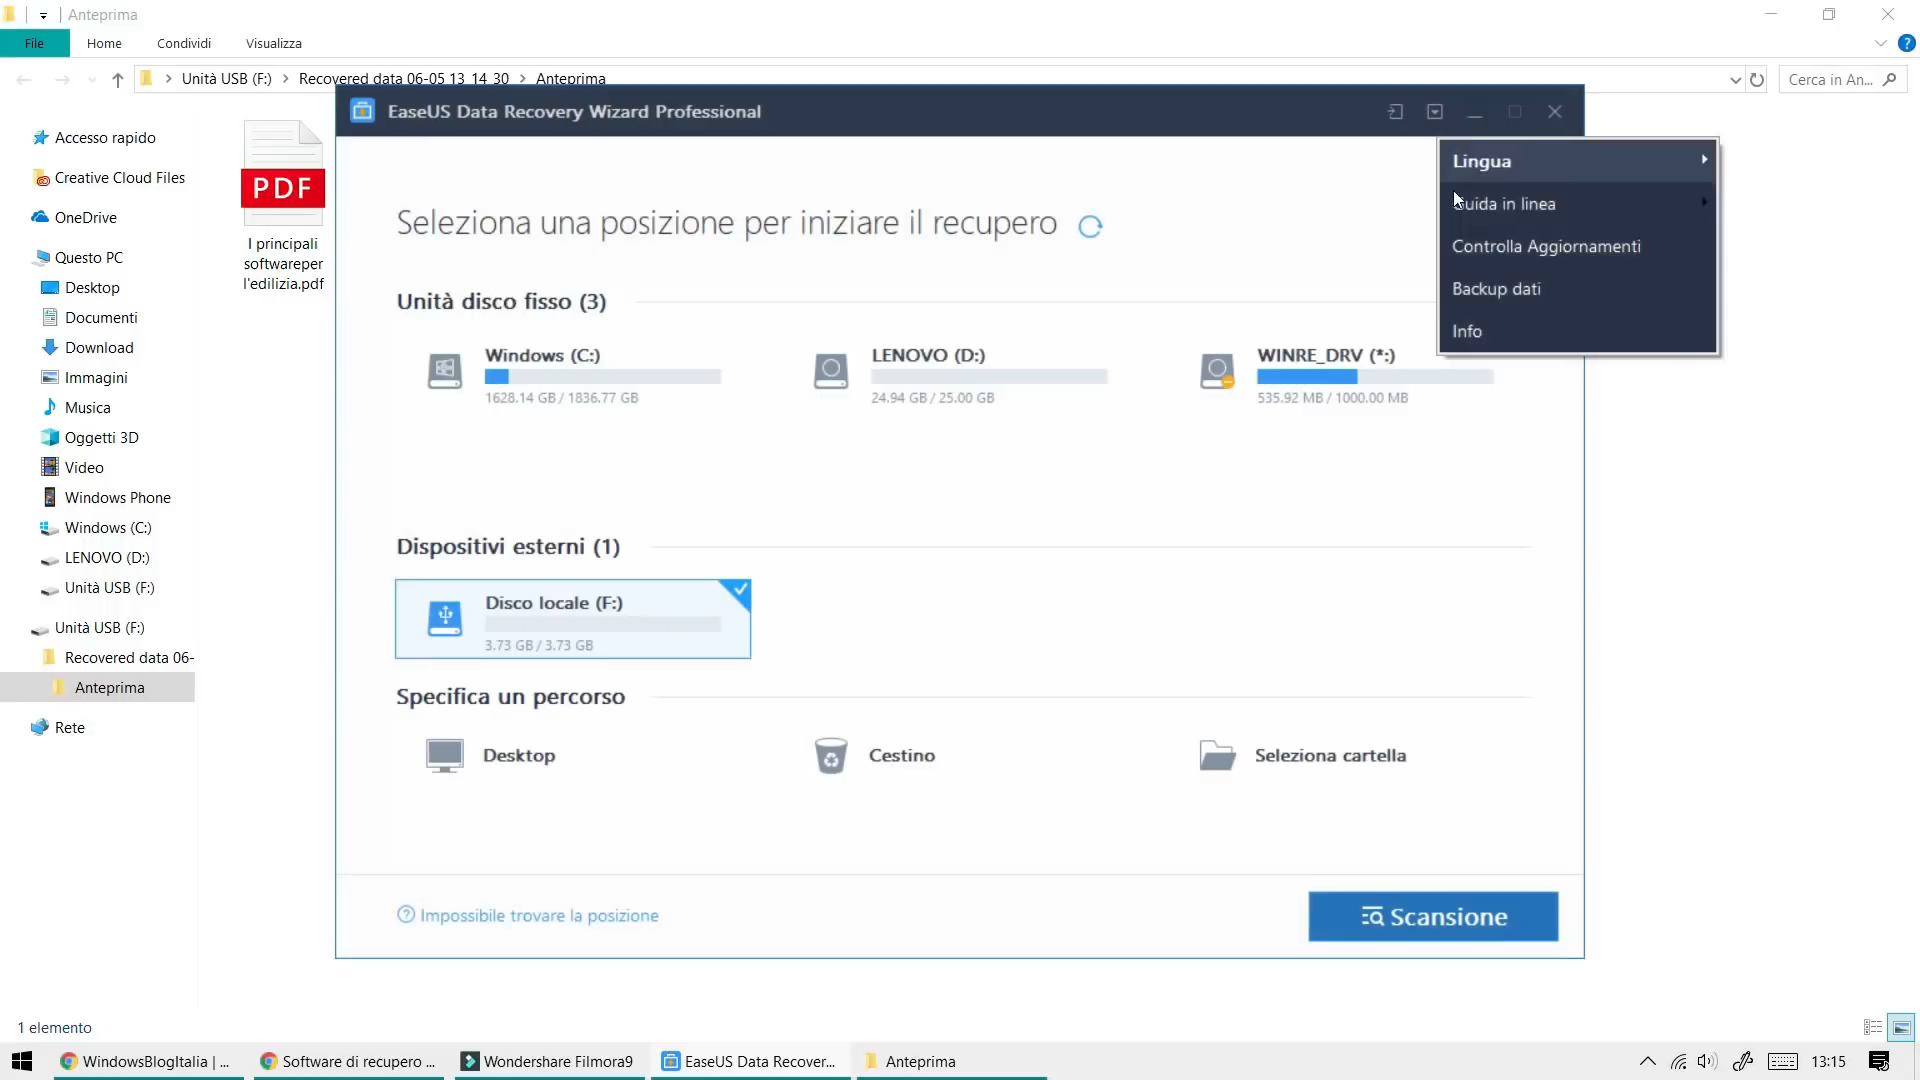 Anteprima
File Home Condividi Visualizza
Unità USB (F:) Recovered data 06-05 13_14_30 Anteprima
Cerca in An...
Accesso rapido
Creative Cloud Files
OneDrive
Questo PC
Desktop
Documenti
Download
Immagini
Musica
Oggetti 3D
Video
Windows Phone
Windows (C:)
LENOVO (D:)
Unità USB (F:)
Unità USB (F:)
Recovered data 06-
Anteprima
Rete
PDF
I principali
softwareper
l'edilizia.pdf
EaseUS Data Recovery Wizard Professional
Seleziona una posizione per iniziare il recupero
Unità disco fisso (3)
Windows (C:)
1628.14 GB / 1836.77 GB
LENOVO (D:)
24.94 GB / 25.00 GB
WINRE_DRV (*:)
535.92 MB / 1000.00 MB
Dispositivi esterni (1)
Disco locale (F:)
3.73 GB / 3.73 GB
Specifica un percorso
Desktop
Cestino
Seleziona cartella
Impossibile trovare la posizione
Scansione
Lingua
Guida in linea
Controlla Aggiornamenti
Backup dati
Info
1 elemento
WindowsBlogItalia | ...
Software di recupero ...
Wondershare Filmora9
EaseUS Data Recover...
Anteprima
13:15